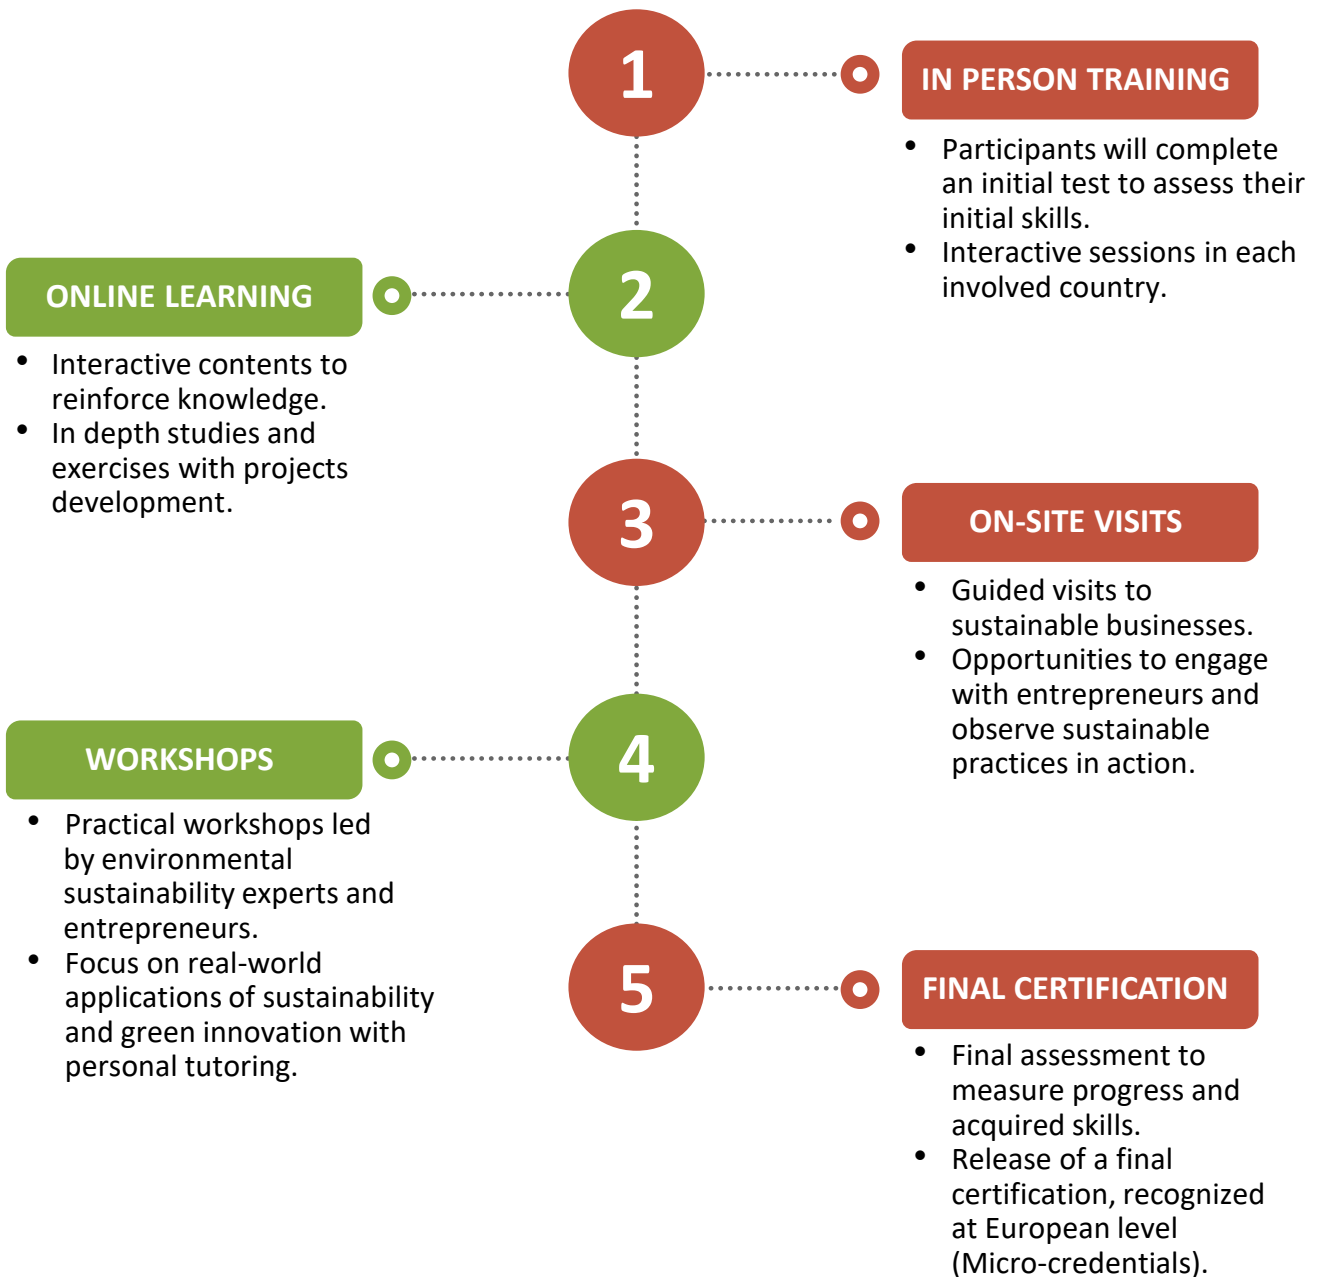 1
IN PERSON TRAINING
• Participants will complete
an initial test to assess their
initial skills.
• Interactive sessions in each
involved country.
2
ONLINE LEARNING
• Interactive contents to
reinforce knowledge.
• In depth studies and
exercises with projects
development.
3
ON-SITE VISITS
• Guided visits to
sustainable businesses.
• Opportunities to engage
with entrepreneurs and
observe sustainable
practices in action.
4
WORKSHOPS
• Practical workshops led
by environmental
sustainability experts and
entrepreneurs.
• Focus on real-world
applications of sustainability
and green innovation with
personal tutoring.
5
FINAL CERTIFICATION
• Final assessment to
measure progress and
acquired skills.
• Release of a final
certification, recognized
at European level
(Micro-credentials).